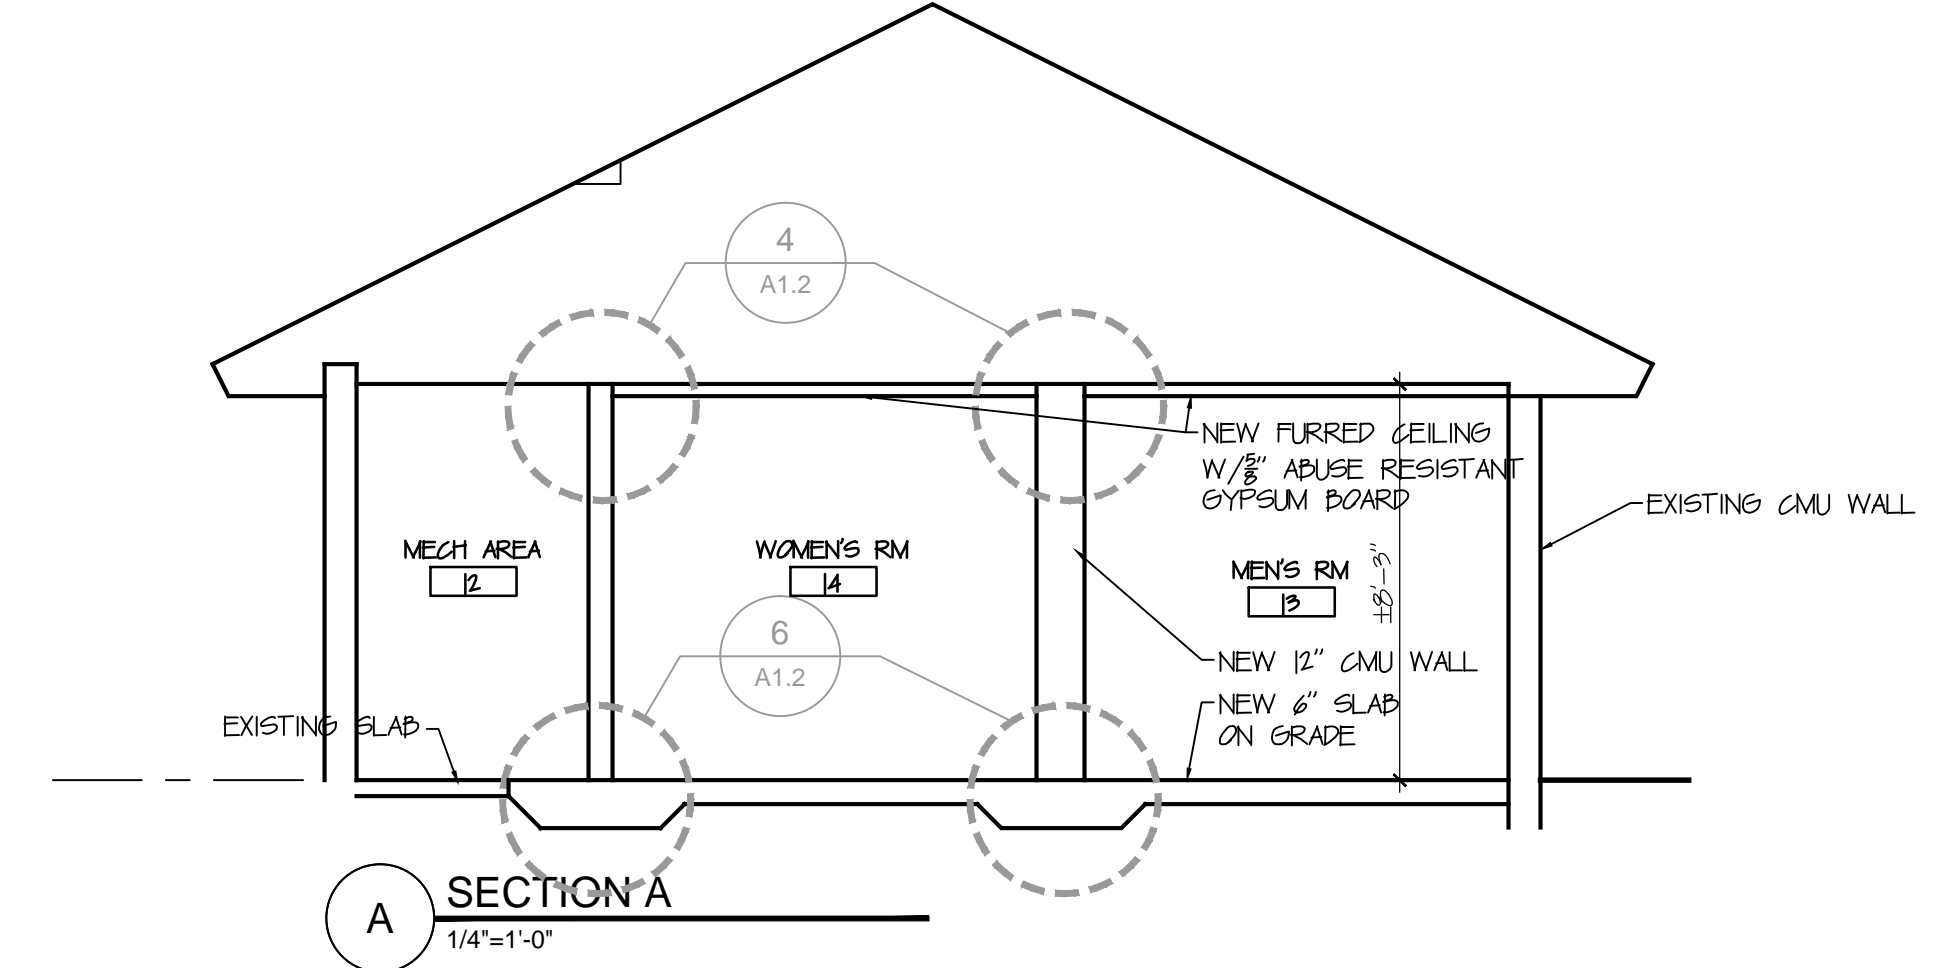 4
A1.2
NEW FURRED CEILING
W/5/8" ABUSE RESISTANT
GYPSUM BOARD
EXISTING CMU WALL
MECH AREA
12
WOMEN'S RM
14
MEN'S RM
13
±8'-3"
6
A1.2
NEW 12" CMU WALL
NEW 6" SLAB
ON GRADE
EXISTING SLAB
A
SECTION A
1/4"=1'-0"